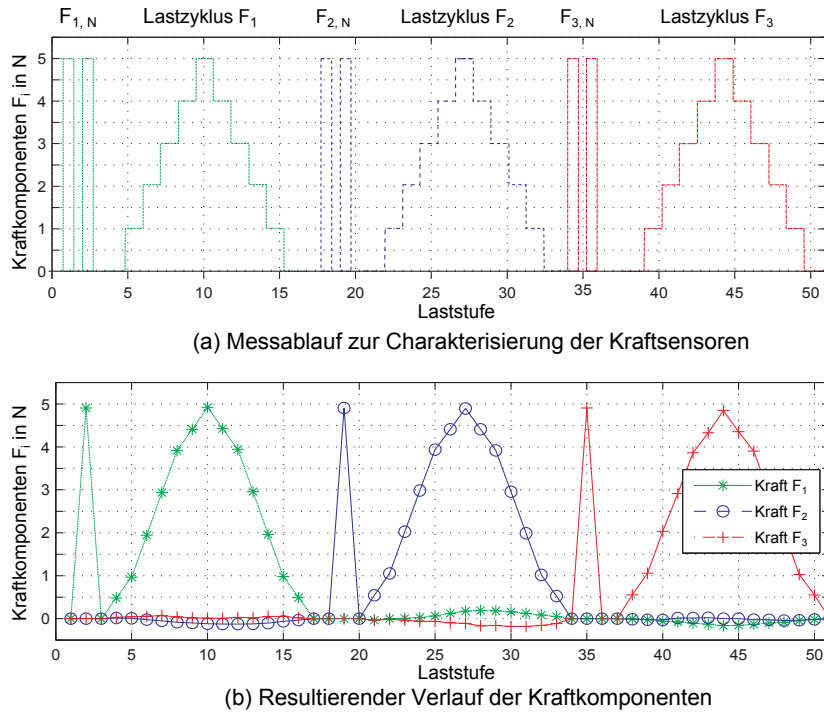 F1, N Lastzyklus F1 F2, N Lastzyklus F2 F3, N Lastzyklus F3
Kraftkomponenten Fi in N
5
4
3
2
1
0
0 5 10 15 20 25 30 35 40 45 50
Laststufe
(a) Messablauf zur Charakterisierung der Kraftsensoren
Kraftkomponenten Fi in N
5
4
3
2
1
0
Kraft F1
Kraft F2
Kraft F3
0 5 10 15 20 25 30 35 40 45 50
Laststufe
(b) Resultierender Verlauf der Kraftkomponenten